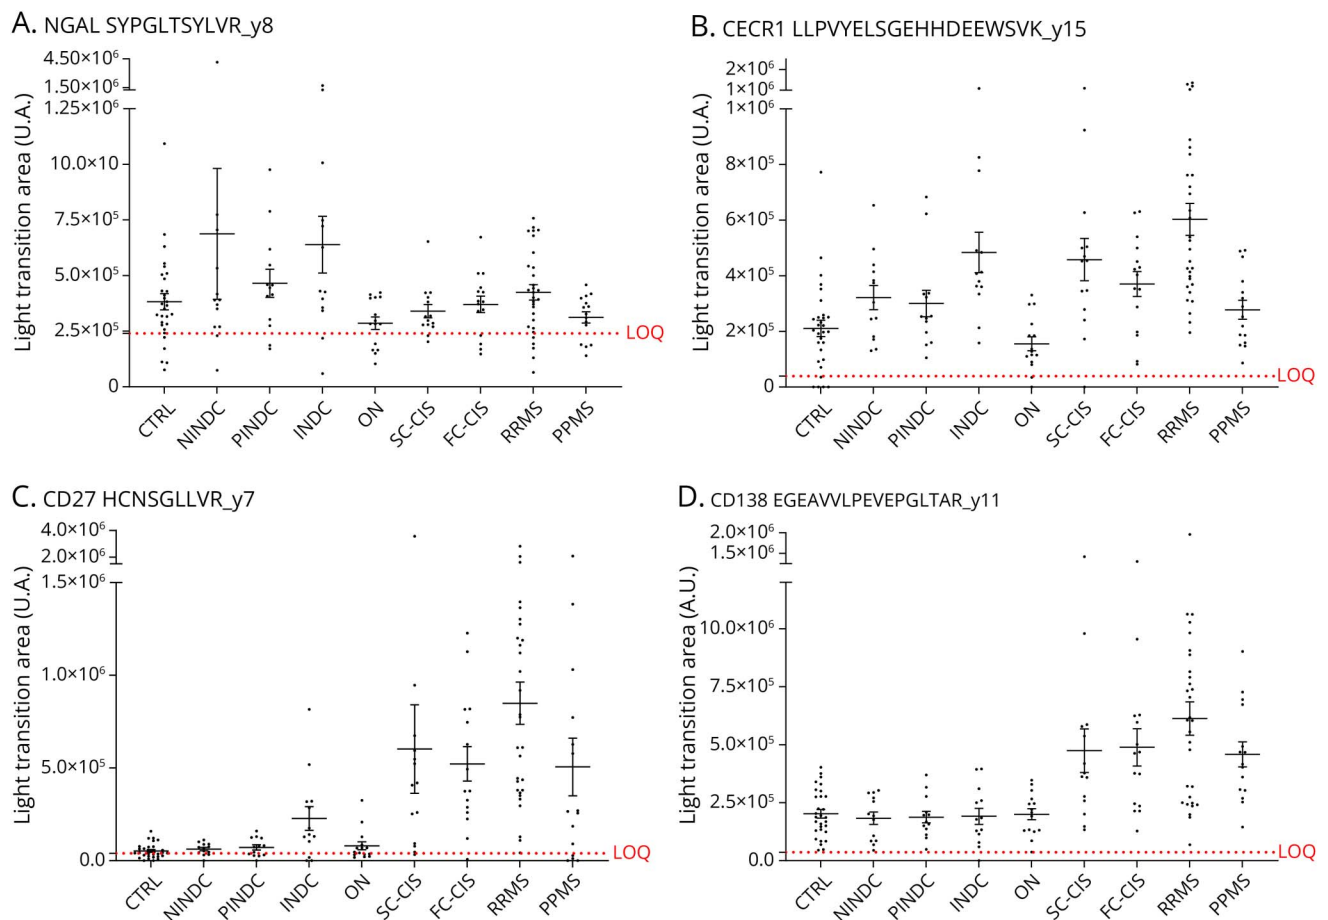 A. NGAL SYPGLTSYLVR_y8
Light transition area (U.A.)
4.50×10⁶
1.50×10⁶
1.25×10⁶
10.0×10
7.5×10⁵
5.0×10⁵
2.5×10⁵
0
LOQ
CTRL
NINDC
PINDC
INDC
ON
SC-CIS
FC-CIS
RRMS
PPMS
B. CECR1 LLPVYELSGEHHDEEWSVK_y15
Light transition area (U.A.)
2×10⁶
1×10⁶
1×10⁶
8×10⁵
6×10⁵
4×10⁵
2×10⁵
0
LOQ
CTRL
NINDC
PINDC
INDC
ON
SC-CIS
FC-CIS
RRMS
PPMS
C. CD27 HCNSGLLVR_y7
Light transition area (U.A.)
4.0×10⁶
2.0×10⁶
1.5×10⁶
1.0×10⁶
5.0×10⁵
0.0
LOQ
CTRL
NINDC
PINDC
INDC
ON
SC-CIS
FC-CIS
RRMS
PPMS
D. CD138 EGEAVVLPEVEPGLTAR_y11
Light transition area (A.U.)
2.0×10⁶
1.5×10⁶
10.0×10⁶
7.5×10⁵
5.0×10⁵
2.5×10⁵
0.0
LOQ
CTRL
NINDC
PINDC
INDC
ON
SC-CIS
FC-CIS
RRMS
PPMS